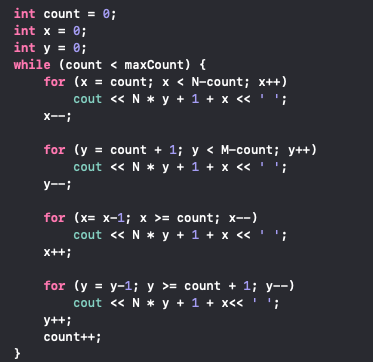 int count = 0;
int x = 0;
int y = 0;
while (count < maxCount) {
    for (x = count; x < N-count; x++)
        cout << N * y + 1 + x << ' ';
    x--;

    for (y = count + 1; y < M-count; y++)
        cout << N * y + 1 + x << ' ';
    y--;

    for (x= x-1; x >= count; x--)
        cout << N * y + 1 + x << ' ';
    x++;

    for (y = y-1; y >= count + 1; y--)
        cout << N * y + 1 + x<< ' ';
    y++;
    count++;
}